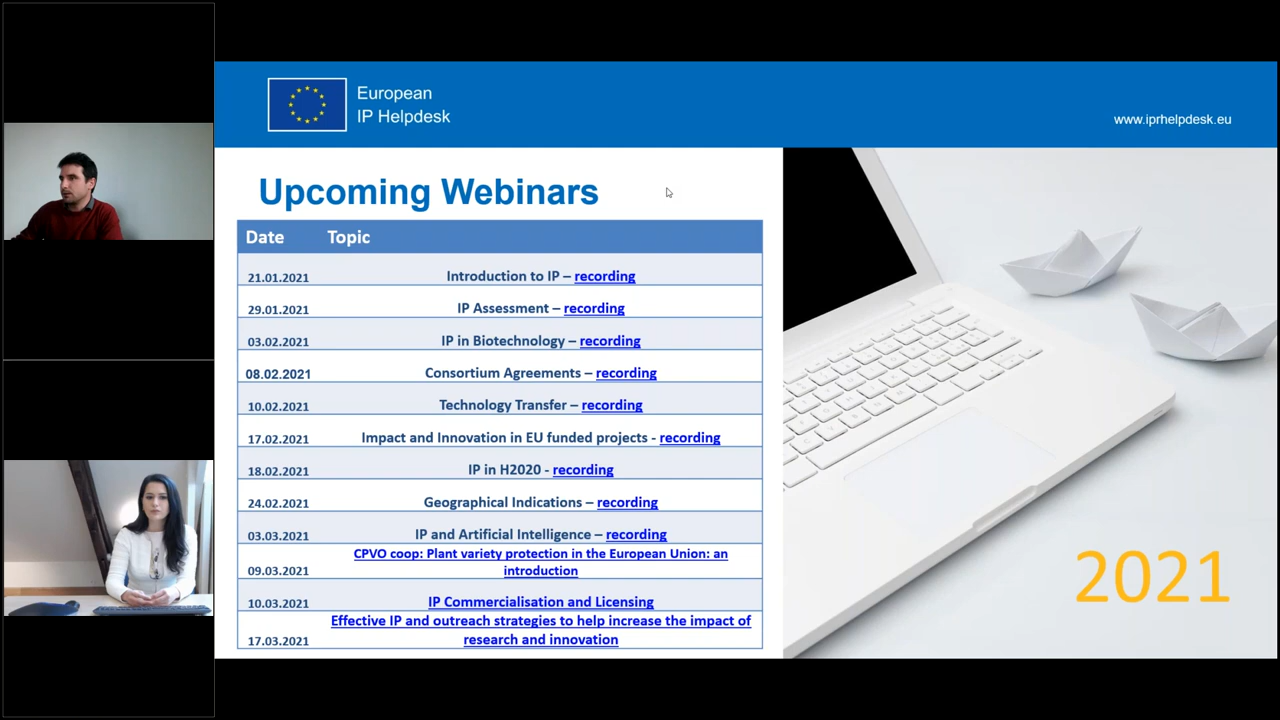 European
IP Helpdesk
www.iprhelpdesk.eu
Upcoming Webinars
Date Topic
21.01.2021 Introduction to IP – recording
29.01.2021 IP Assessment – recording
03.02.2021 IP in Biotechnology – recording
08.02.2021 Consortium Agreements – recording
10.02.2021 Technology Transfer – recording
17.02.2021 Impact and Innovation in EU funded projects - recording
18.02.2021 IP in H2020 - recording
24.02.2021 Geographical Indications – recording
03.03.2021 IP and Artificial Intelligence – recording
CPVO coop: Plant variety protection in the European Union: an
09.03.2021 introduction
10.03.2021 IP Commercialisation and Licensing
Effective IP and outreach strategies to help increase the impact of
17.03.2021 research and innovation
2021